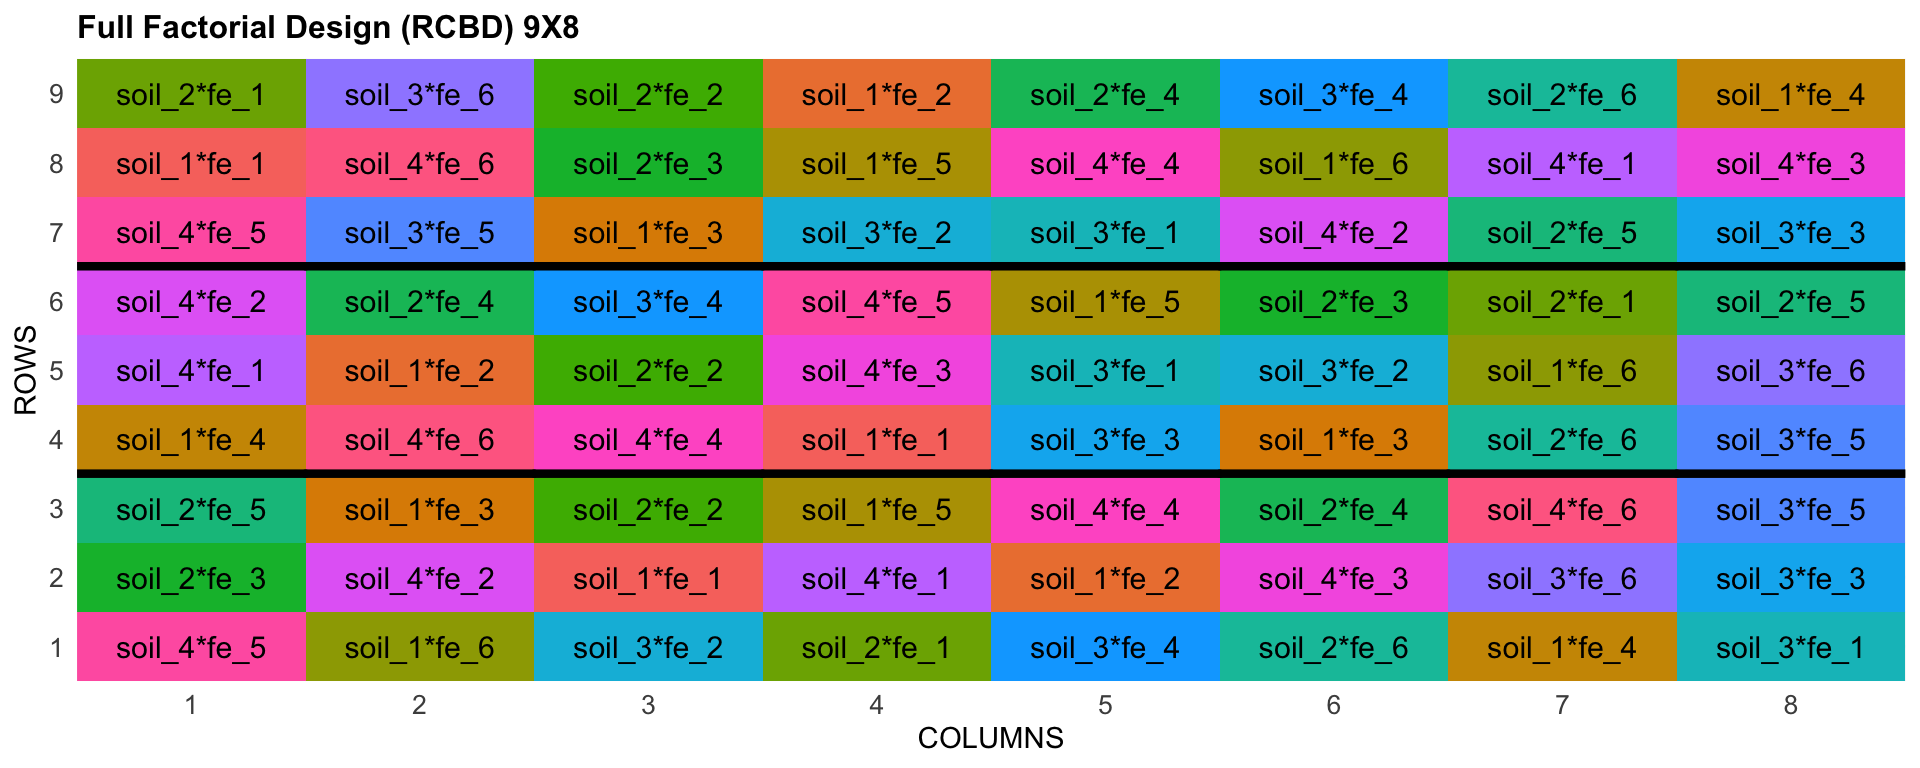 Full Factorial Design (RCBD) 9X8
9 soil_2*fe_1 soil_3*fe_6 soil_2*fe_2 soil_1*fe_2 soil_2*fe_4 soil_3*fe_4 soil_2*fe_6 soil_1*fe_4
8 soil_1*fe_1 soil_4*fe_6 soil_2*fe_3 soil_1*fe_5 soil_4*fe_4 soil_1*fe_6 soil_4*fe_1 soil_4*fe_3
7 soil_4*fe_5 soil_3*fe_5 soil_1*fe_3 soil_3*fe_2 soil_3*fe_1 soil_4*fe_2 soil_2*fe_5 soil_3*fe_3
6 soil_4*fe_2 soil_2*fe_4 soil_3*fe_4 soil_4*fe_5 soil_1*fe_5 soil_2*fe_3 soil_2*fe_1 soil_2*fe_5
ROWS
5 soil_4*fe_1 soil_1*fe_2 soil_2*fe_2 soil_4*fe_3 soil_3*fe_1 soil_3*fe_2 soil_1*fe_6 soil_3*fe_6
4 soil_1*fe_4 soil_4*fe_6 soil_4*fe_4 soil_1*fe_1 soil_3*fe_3 soil_1*fe_3 soil_2*fe_6 soil_3*fe_5
3 soil_2*fe_5 soil_1*fe_3 soil_2*fe_2 soil_1*fe_5 soil_4*fe_4 soil_2*fe_4 soil_4*fe_6 soil_3*fe_5
2 soil_2*fe_3 soil_4*fe_2 soil_1*fe_1 soil_4*fe_1 soil_1*fe_2 soil_4*fe_3 soil_3*fe_6 soil_3*fe_3
1 soil_4*fe_5 soil_1*fe_6 soil_3*fe_2 soil_2*fe_1 soil_3*fe_4 soil_2*fe_6 soil_1*fe_4 soil_3*fe_1
1 2 3 4 5 6 7 8
COLUMNS